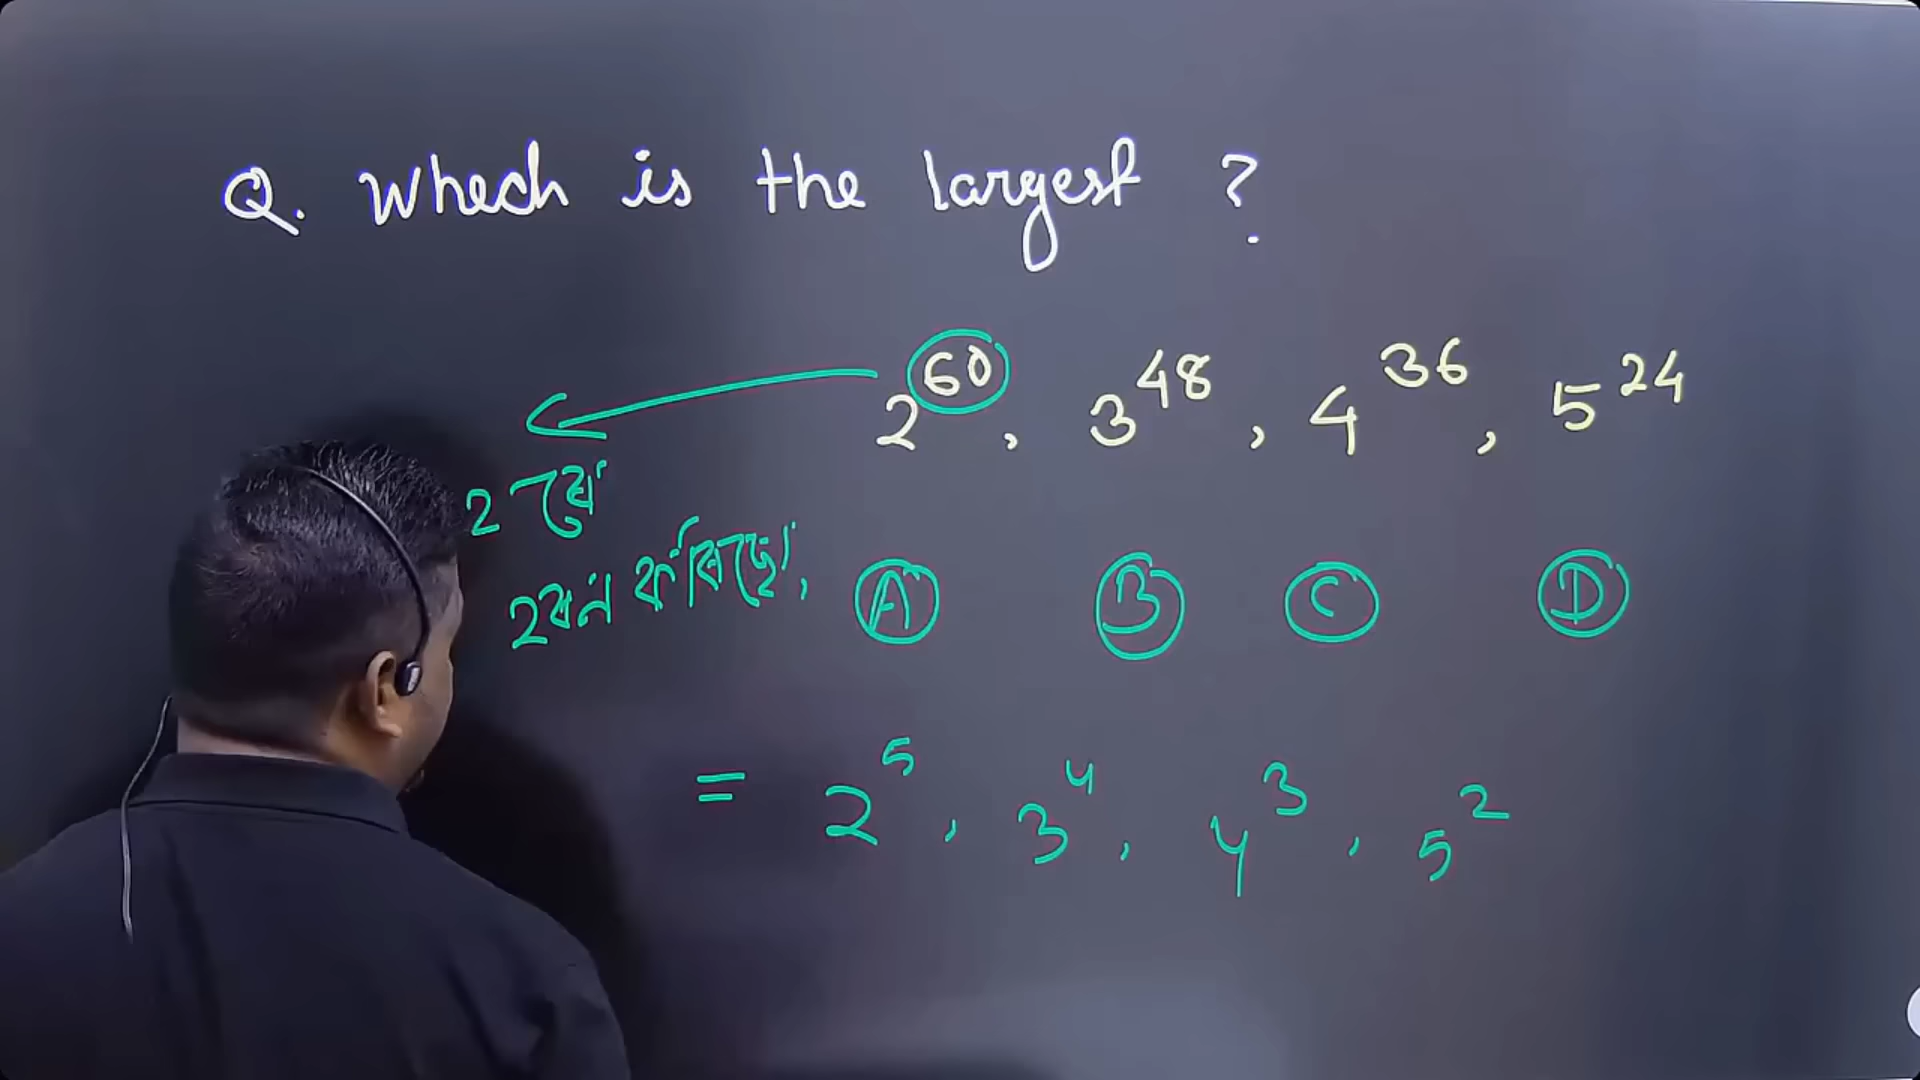 Q. Whech is the largest ?
2^60, 3^48, 4^36, 5^24
2
A B C D
= 2^5, 3^4, 4^3, 5^2